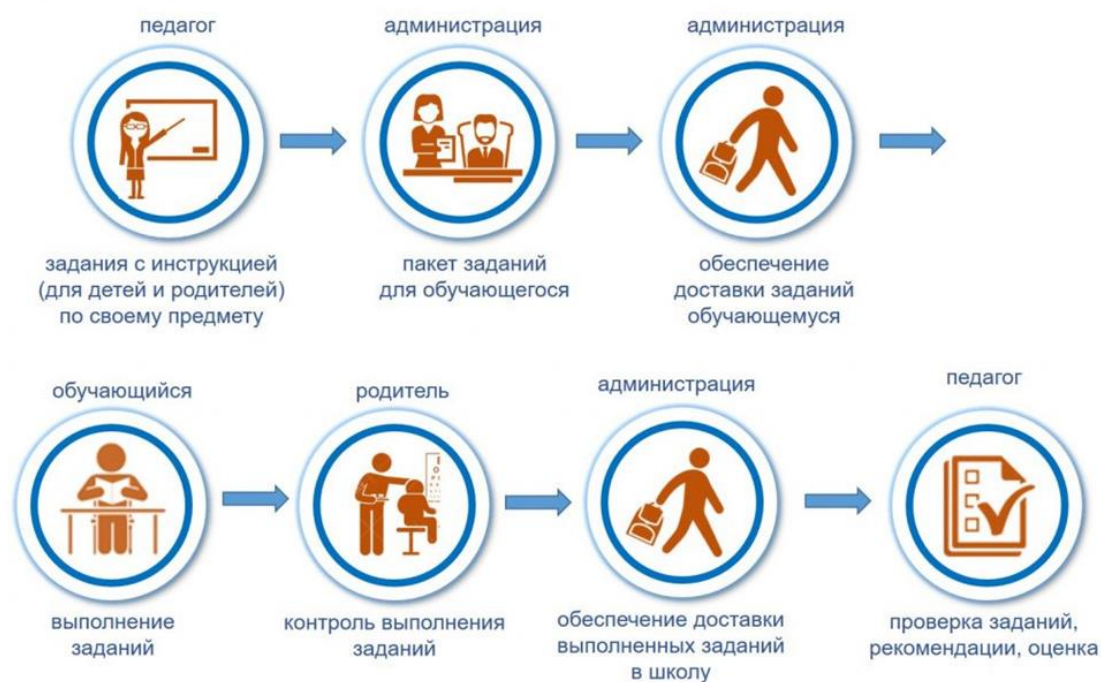 педагог
администрация
администрация
задания с инструкцией
(для детей и родителей)
по своему предмету
пакет заданий
для обучающегося
обеспечение
доставки заданий
обучающемуся
обучающийся
родитель
администрация
педагог
выполнение
заданий
контроль выполнения
заданий
обеспечение доставки
выполненных заданий
в школу
проверка заданий,
рекомендации, оценка